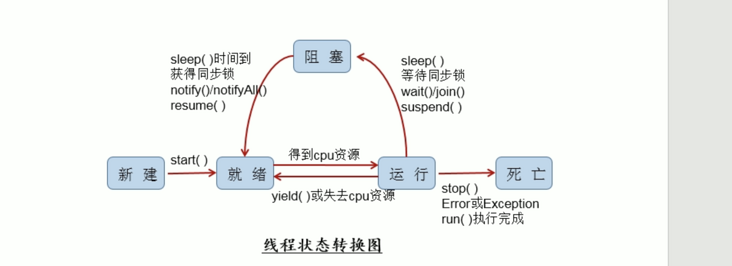 阻 塞
sleep( )时间到
获得同步锁
notify()/notifyAll()
resume( )
sleep( )
等待同步锁
wait()/join()
suspend( )
新 建
start( )
就 绪
得到cpu资源
yield( )或失去cpu资源
运 行
stop( )
Error或Exception
run( )执行完成
死 亡
线程状态转换图